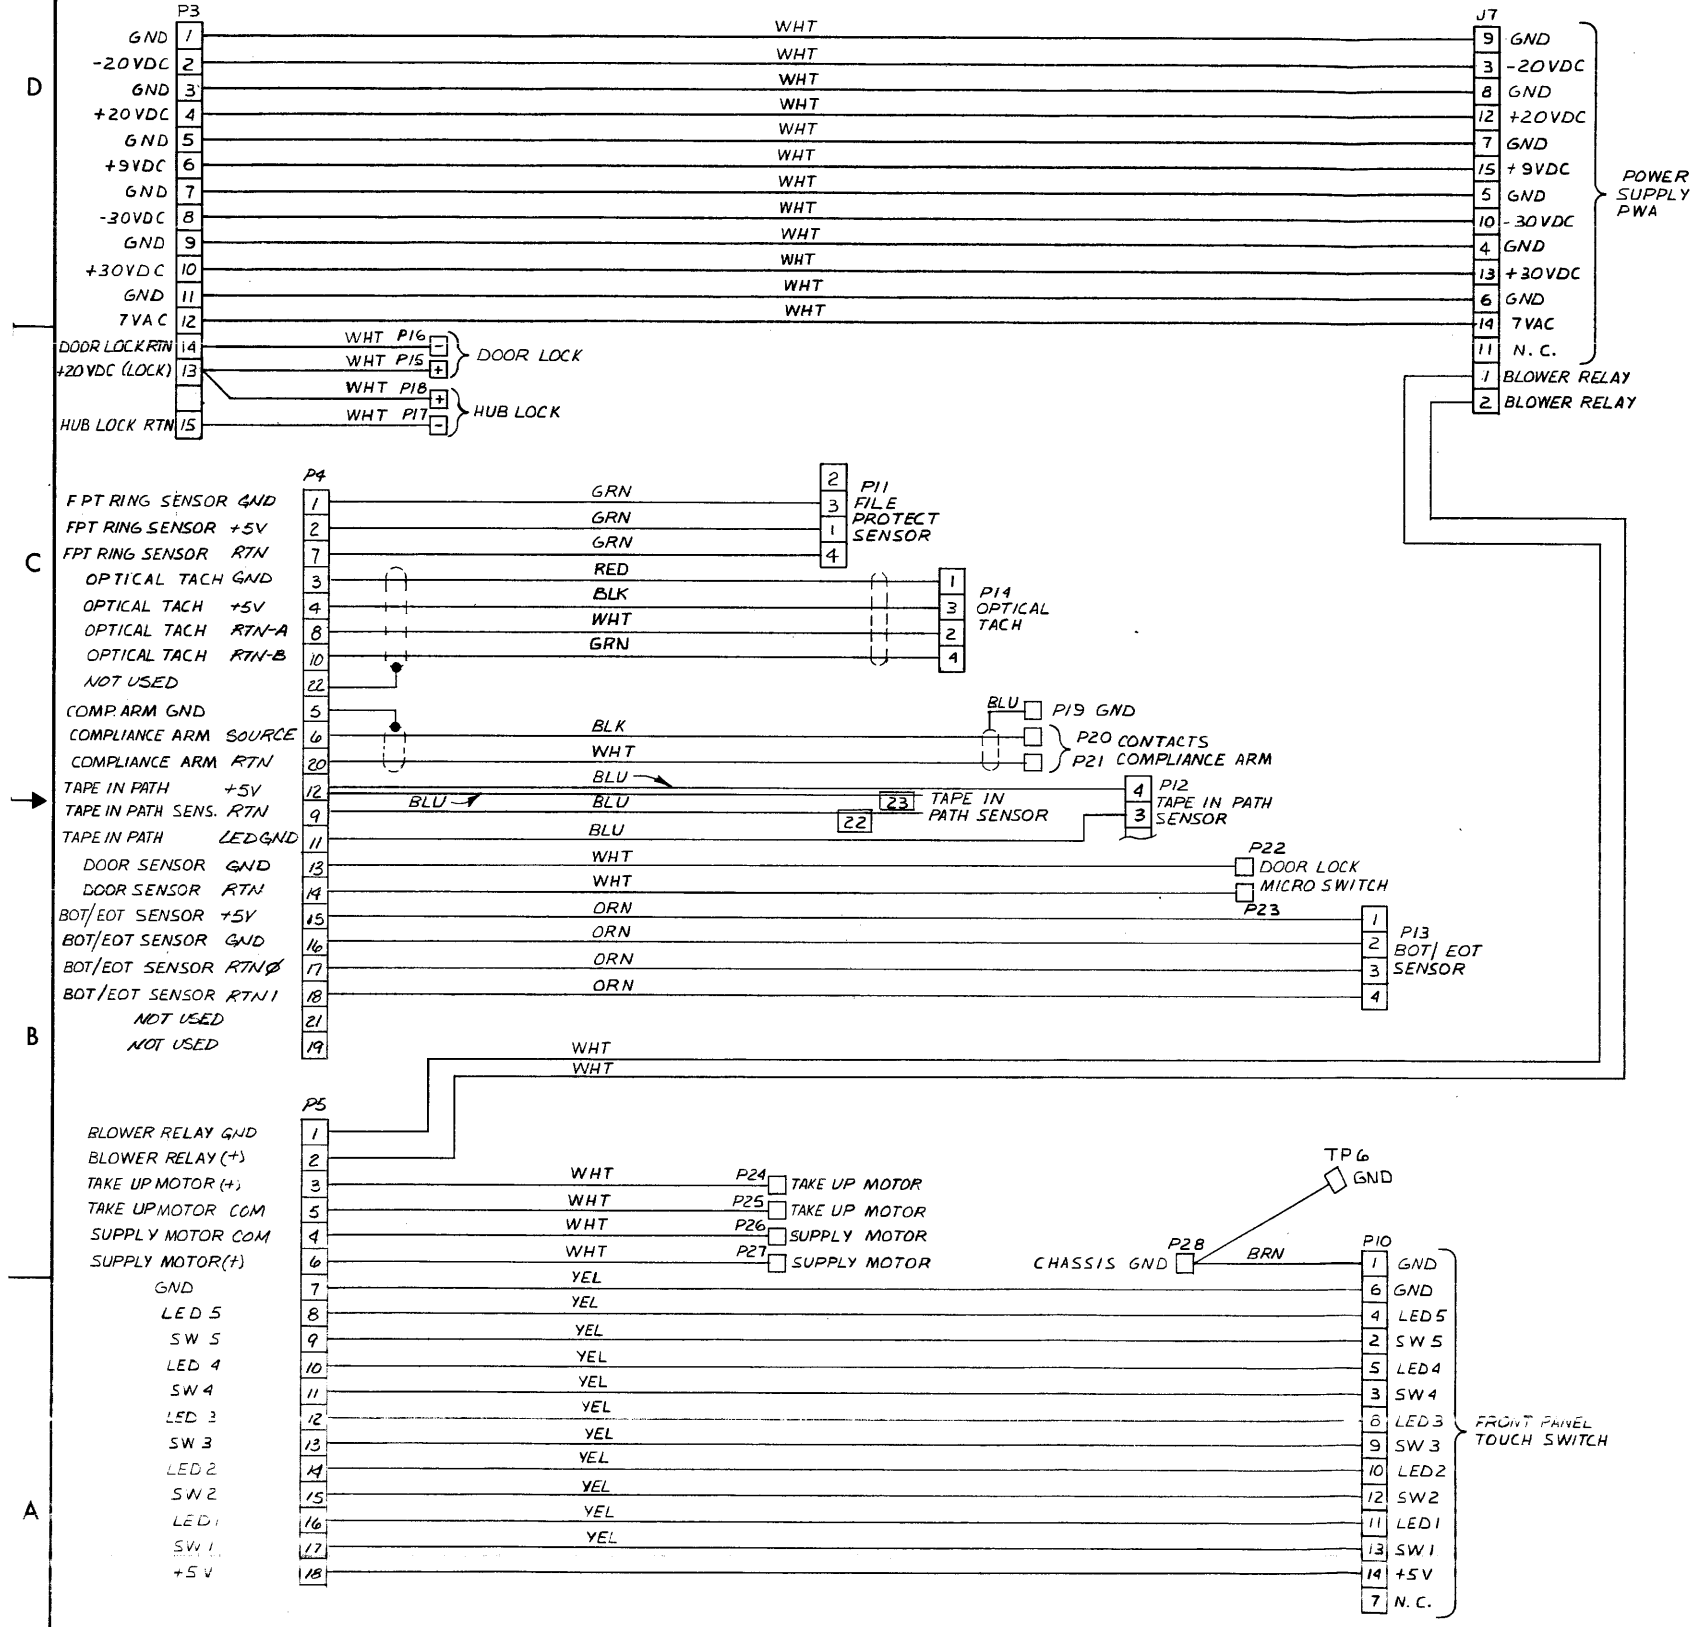 P3
J7
GND 1 WHT 9 GND
-20VDC 2 WHT 3 -20VDC
GND 3 WHT 8 GND
+20VDC 4 WHT 12 +20VDC
GND 5 WHT 7 GND
+9VDC 6 WHT 15 +9VDC
GND 7 WHT 5 GND
-30VDC 8 WHT 10 -30VDC
GND 9 WHT 4 GND
+30VDC 10 WHT 13 +30VDC
GND 11 WHT 6 GND
7VAC 12 WHT 14 7VAC
11 N.C.
1 BLOWER RELAY
2 BLOWER RELAY
POWER
SUPPLY
PWA
D
DOOR LOCK RTN 14 WHT P16 -
+20VDC (LOCK) 13 WHT P15 +
DOOR LOCK
WHT P18 +
HUB LOCK RTN 15 WHT P17 -
HUB LOCK
P4
2
FPT RING SENSOR GND 1 GRN 3
FPT RING SENSOR +5V 2 GRN 1
FPT RING SENSOR RTN 7 GRN 4
P11
FILE
PROTECT
SENSOR
C
OPTICAL TACH GND 3 RED 1
OPTICAL TACH +5V 4 BLK 3
OPTICAL TACH RTN-A 8 WHT 2
OPTICAL TACH RTN-B 10 GRN 4
P14
OPTICAL
TACH
NOT USED 22
COMP. ARM GND 5 BLU P19 GND
COMPLIANCE ARM SOURCE 6 BLK P20 CONTACTS
COMPLIANCE ARM RTN 20 WHT P21 COMPLIANCE ARM
TAPE IN PATH +5V 12 BLU 4
BLU 23 TAPE IN
TAPE IN PATH SENS. RTN 9 BLU 22 PATH SENSOR
TAPE IN PATH LED GND 11 BLU 3
P12
TAPE IN PATH
SENSOR
DOOR SENSOR GND 13 WHT P22 DOOR LOCK
DOOR SENSOR RTN 14 WHT MICRO SWITCH
P23
BOT/EOT SENSOR +5V 15 ORN 1
BOT/EOT SENSOR GND 16 ORN 2
BOT/EOT SENSOR RTNØ 17 ORN 3
BOT/EOT SENSOR RTN1 18 ORN 4
P13
BOT/EOT
SENSOR
NOT USED 21
NOT USED 19
B
WHT
WHT
P5
BLOWER RELAY GND 1
BLOWER RELAY (+) 2
TAKE UP MOTOR (+) 3 WHT P24 TAKE UP MOTOR
TAKE UP MOTOR COM 5 WHT P25 TAKE UP MOTOR
SUPPLY MOTOR COM 4 WHT P26 SUPPLY MOTOR
SUPPLY MOTOR(+) 6 WHT P27 SUPPLY MOTOR
TP6
GND
P10
CHASSIS GND P28 BRN 1 GND
GND 7 YEL 6 GND
LED 5 8 YEL 4 LED5
SW 5 9 YEL 2 SW5
LED 4 10 YEL 5 LED4
SW 4 11 YEL 3 SW4
LED 3 12 YEL 8 LED3
SW 3 13 YEL 9 SW3
LED2 14 YEL 10 LED2
SW2 15 YEL 12 SW2
LED1 16 YEL 11 LED1
SW1 17 YEL 13 SW1
+5V 18 14 +5V
7 N.C.
FRONT PANEL
TOUCH SWITCH
A